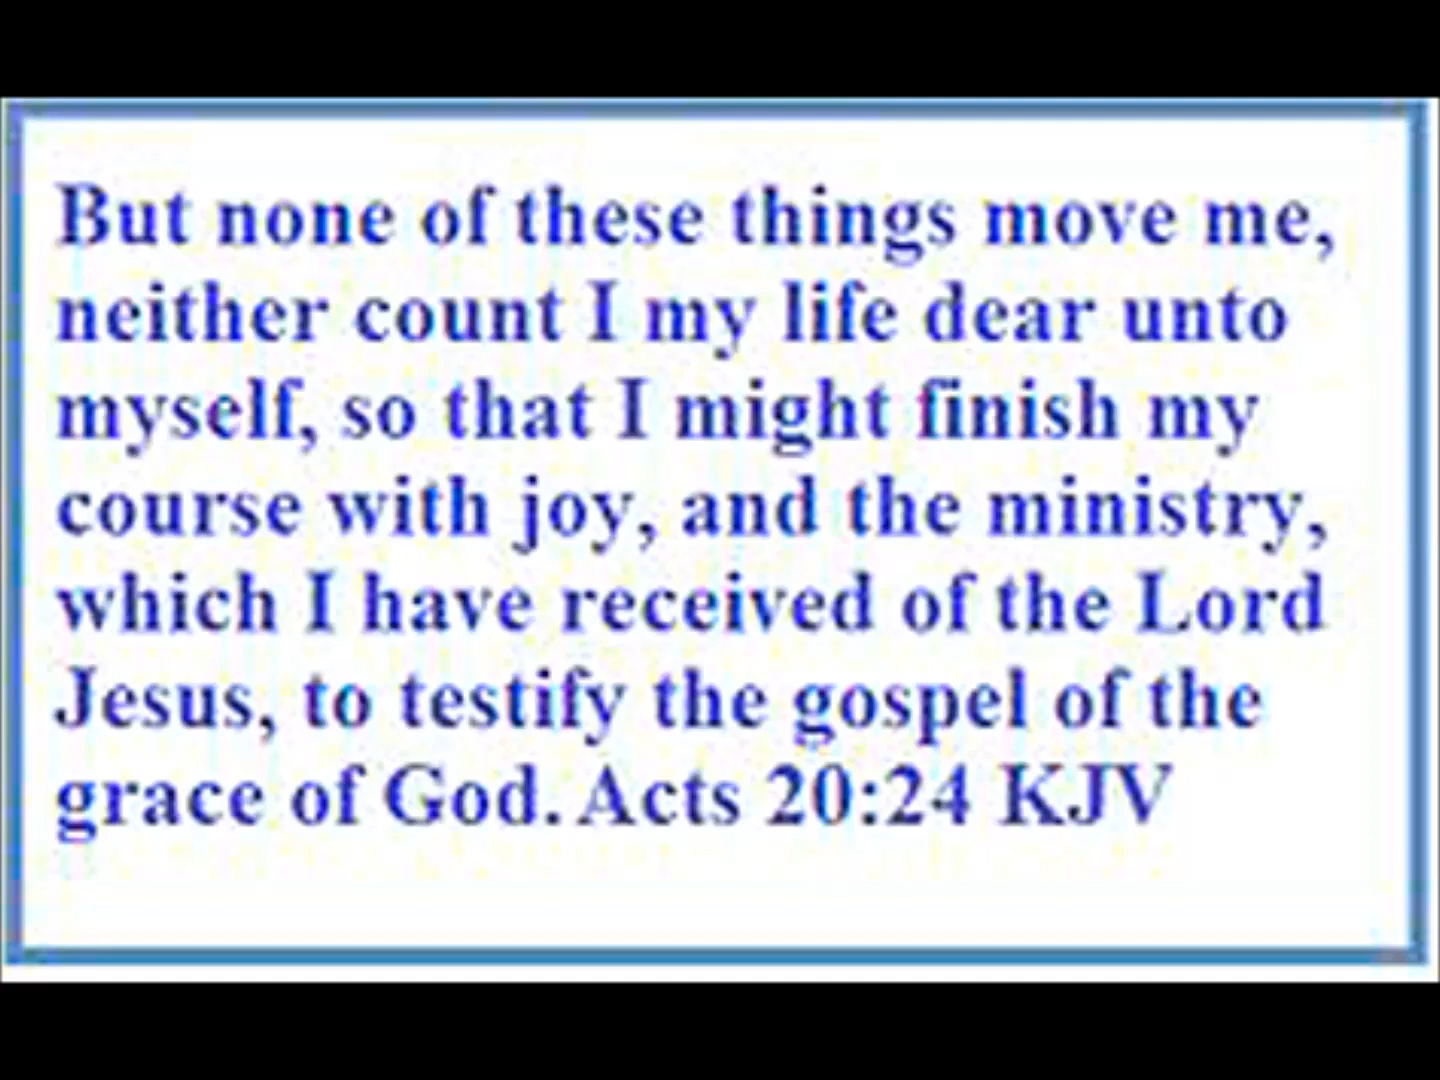 But none of these things move me,
neither count I my life dear unto
myself, so that I might finish my
course with joy, and the ministry,
which I have received of the Lord
Jesus, to testify the gospel of the
grace of God. Acts 20:24 KJV